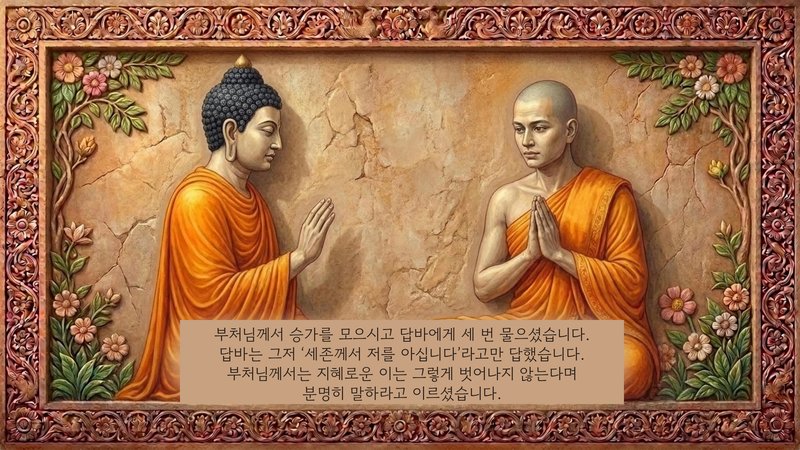 부처님께서 승가를 모으시고 답바에게 세 번 물으셨습니다.
답바는 그저 ‘세존께서 저를 아십니다’라고만 답했습니다.
부처님께서는 지혜로운 이는 그렇게 벗어나지 않는다며
분명히 말하라고 이르셨습니다.